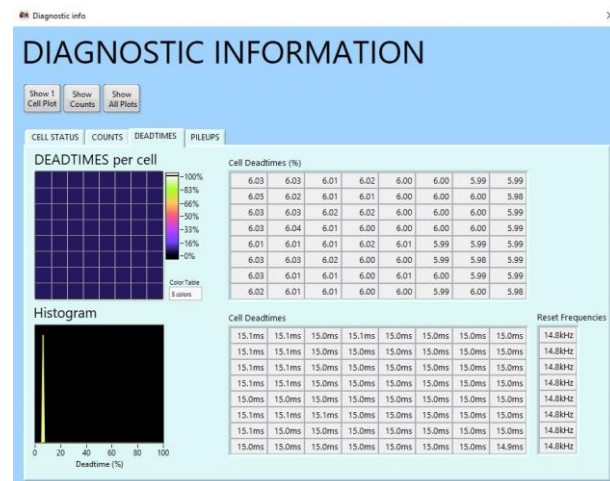 Diagnostic info
DIAGNOSTIC INFORMATION
Show 1 Cell Plot
Show Counts
Show All Plots
CELL STATUS COUNTS DEADTIMES PILEUPS
DEADTIMES per cell
100%
83%
66%
50%
33%
16%
0%
Color Table
5 colors
Cell Deadtimes (%)
6.03 6.03 6.01 6.02 6.00 6.00 5.99 5.99
6.05 6.02 6.01 6.01 6.00 6.00 6.00 5.98
6.03 6.03 6.02 6.02 6.00 6.00 6.00 5.99
6.03 6.04 6.01 6.00 6.01 6.00 6.00 5.99
6.01 6.01 6.01 6.02 6.01 5.99 5.99 5.99
6.03 6.03 6.02 6.00 6.00 5.99 5.98 5.99
6.03 6.01 6.01 6.00 6.01 6.00 5.99 5.99
6.02 6.01 6.01 6.00 6.00 5.99 6.00 5.98
Histogram
0 20 40 60 80 100
Deadtime (%)
Cell Deadtimes
15.1ms 15.1ms 15.0ms 15.1ms 15.0ms 15.0ms 15.0ms 15.0ms
15.1ms 15.1ms 15.0ms 15.0ms 15.0ms 15.0ms 15.0ms 15.0ms
15.1ms 15.1ms 15.1ms 15.0ms 15.0ms 15.0ms 15.0ms 15.0ms
15.1ms 15.1ms 15.0ms 15.0ms 15.0ms 15.0ms 15.0ms 15.0ms
15.0ms 15.0ms 15.0ms 15.0ms 15.0ms 15.0ms 15.0ms 15.0ms
15.1ms 15.1ms 15.1ms 15.0ms 15.0ms 15.0ms 15.0ms 15.0ms
15.1ms 15.0ms 15.0ms 15.0ms 15.0ms 15.0ms 15.0ms 15.0ms
15.0ms 15.0ms 15.0ms 15.0ms 15.0ms 15.0ms 15.0ms 14.9ms
Reset Frequencies
14.8kHz
14.8kHz
14.8kHz
14.8kHz
14.8kHz
14.8kHz
14.8kHz
14.8kHz